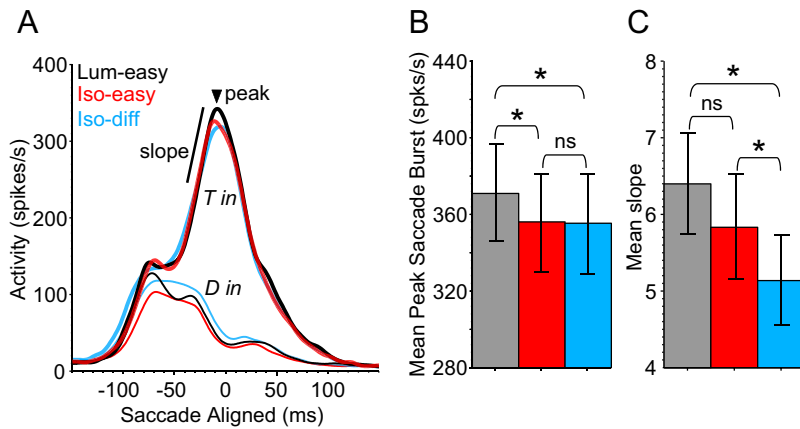 A
Lum-easy
Iso-easy
Iso-diff
peak
slope
T in
D in
Activity (spikes/s)
400
300
200
100
0
-100
-50
0
50
100
Saccade Aligned (ms)
B
Mean Peak Saccade Burst (spks/s)
440
400
360
320
280
*
*
ns
C
Mean slope
8
7
6
5
4
*
ns
*